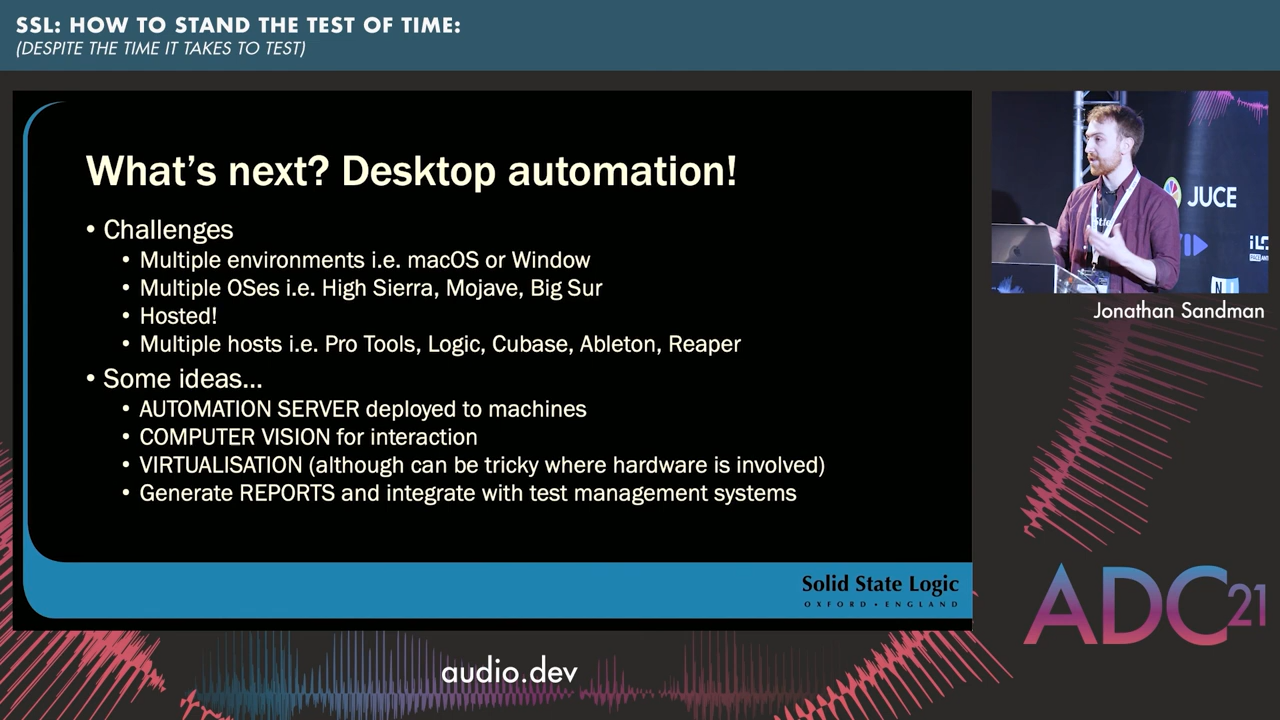 SSL: HOW TO STAND THE TEST OF TIME:
(DESPITE THE TIME IT TAKES TO TEST)
What's next? Desktop automation!
• Challenges
• Multiple environments i.e. macOS or Window
• Multiple OSes i.e. High Sierra, Mojave, Big Sur
• Hosted!
• Multiple hosts i.e. Pro Tools, Logic, Cubase, Ableton, Reaper
• Some ideas...
• AUTOMATION SERVER deployed to machines
• COMPUTER VISION for interaction
• VIRTUALISATION (although can be tricky where hardware is involved)
• Generate REPORTS and integrate with test management systems
Solid State Logic
OXFORD • ENGLAND
JUCE
Jonathan Sandman
ADC21
audio.dev